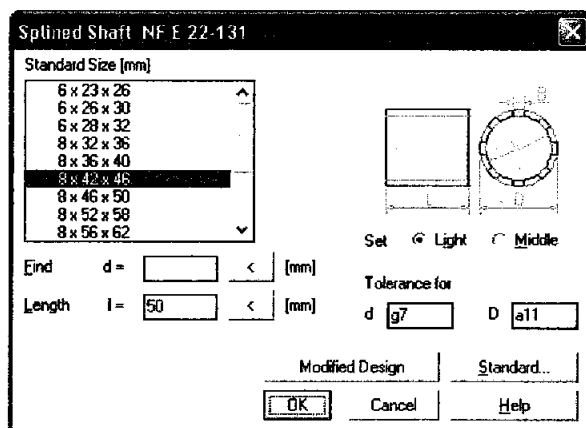 Splined Shaft NF E 22-131
Standard Size [mm]
6 x 23 x 26
6 x 26 x 30
6 x 28 x 32
8 x 32 x 36
8 x 36 x 40
8 x 42 x 46
8 x 46 x 50
8 x 52 x 58
8 x 56 x 62
B
L
D
Set Light Middle
Find d = < [mm]
Length l = 50 < [mm]
Tolerance for
d g7 D a11
Modified Design Standard...
OK Cancel Help